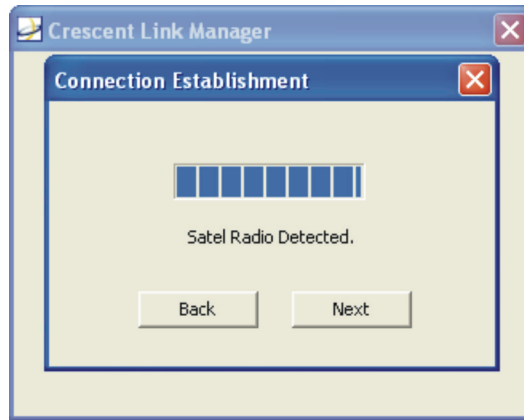 Crescent Link Manager
Connection Establishment
Satel Radio Detected.
Back Next